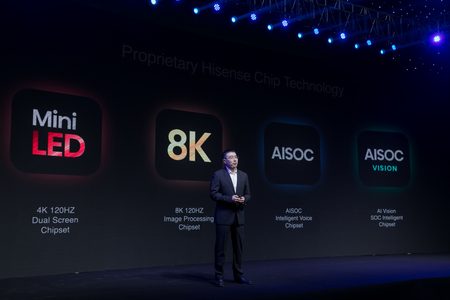 Proprietary Hisense Chip Technology
Mini
LED
8K
AISOC
AISOC
VISION
4K 120HZ
Dual Screen
Chipset
8K 120HZ
Image Processing
Chipset
AISOC
Intelligent Voice
Chipset
AI Vision
SOC Intelligent
Chipset